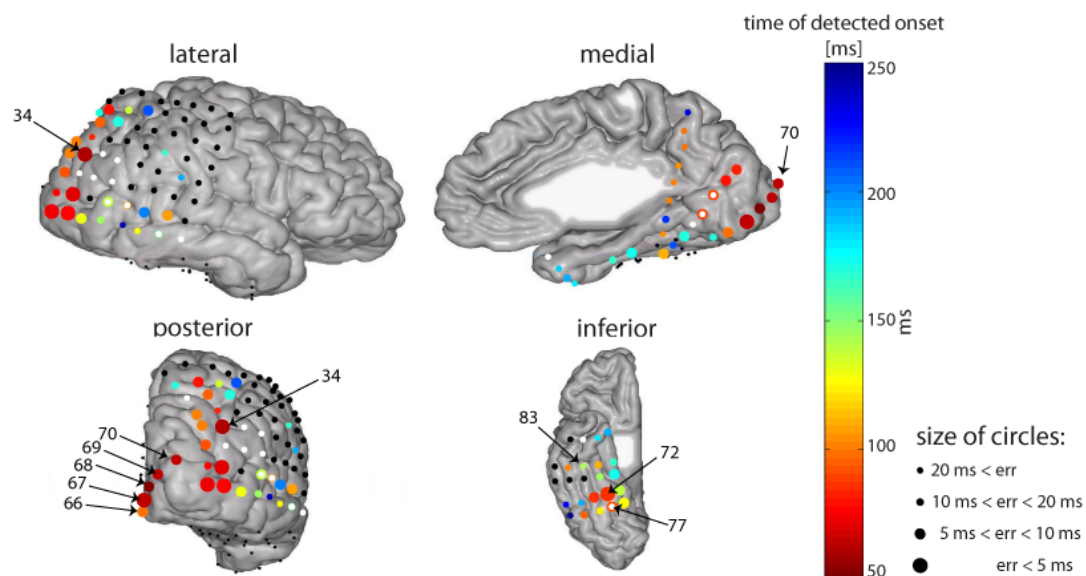 time of detected onset
[ms]
lateral
medial
34
70
250
200
150
ms
100
50
posterior
inferior
34
70
69
68
67
66
83
72
77
size of circles:
20 ms < err
10 ms < err < 20 ms
5 ms < err < 10 ms
err < 5 ms